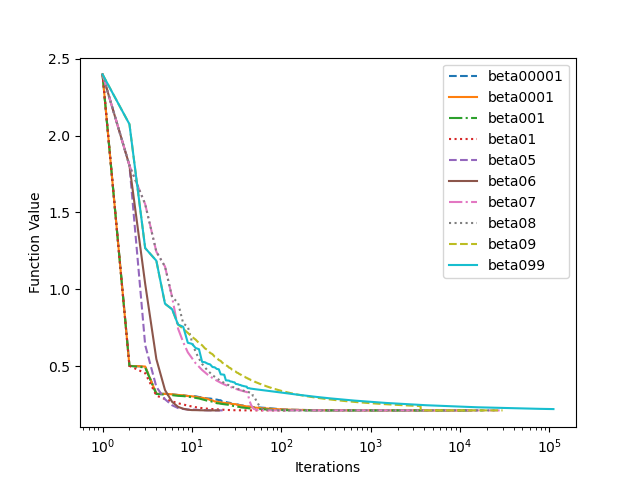 2.5
2.0
1.5
1.0
0.5
Function Value
10⁰
10¹
10²
10³
10⁴
10⁵
Iterations
beta00001
beta0001
beta001
beta01
beta05
beta06
beta07
beta08
beta09
beta099